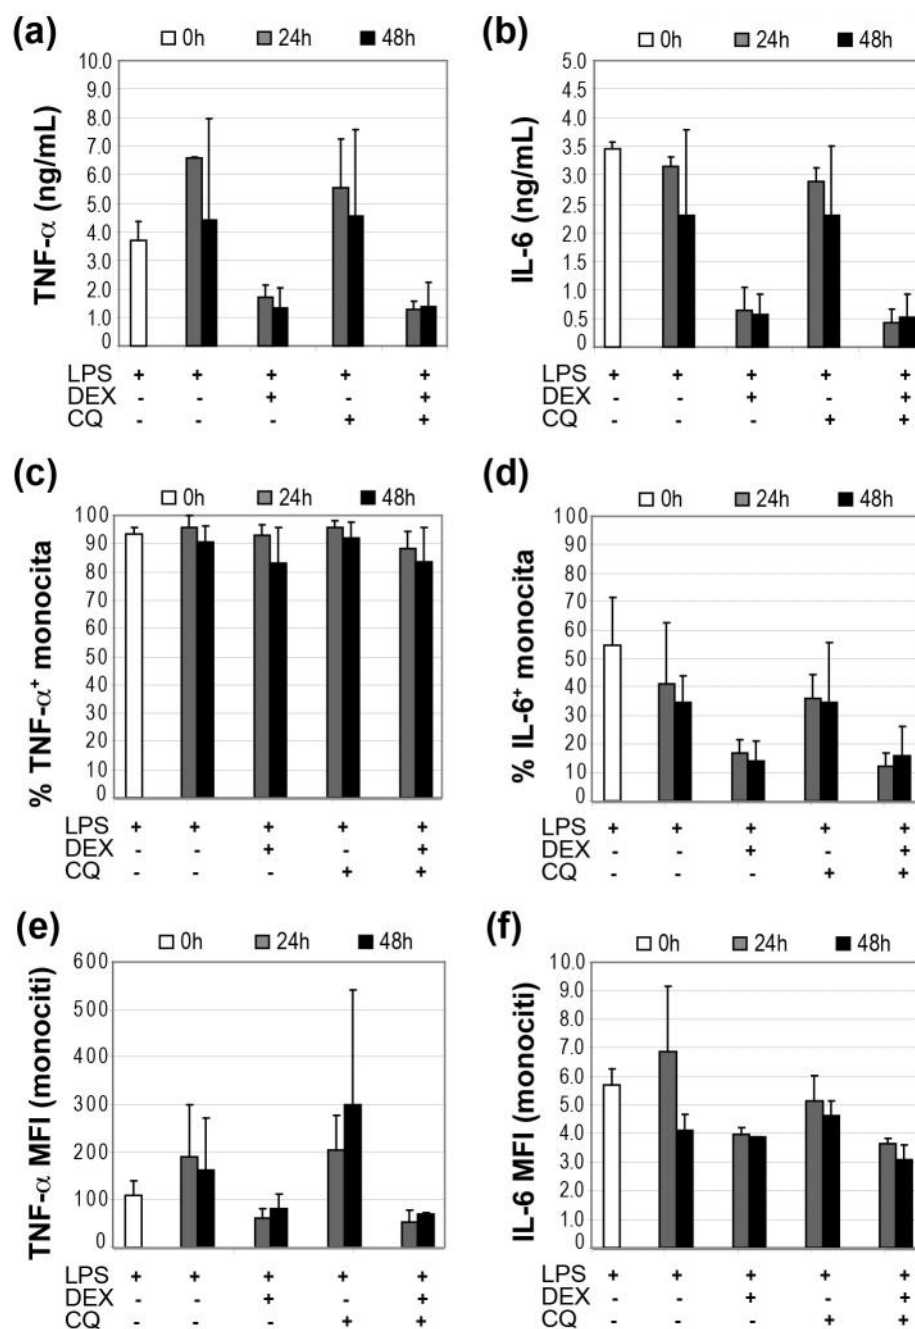 (a)
0h 24h 48h
TNF-α (ng/mL)
10.0
9.0
8.0
7.0
6.0
5.0
4.0
3.0
2.0
1.0
0
LPS + + + + +
DEX - - + - +
CQ - - - + +
(b)
0h 24h 48h
IL-6 (ng/mL)
5.0
4.5
4.0
3.5
3.0
2.5
2.0
1.5
1.0
0.5
0
LPS + + + + +
DEX - - + - +
CQ - - - + +
(c)
0h 24h 48h
% TNF-α⁺ monocita
100
90
80
70
60
50
40
30
20
10
0
LPS + + + + +
DEX - - + - +
CQ - - - + +
(d)
0h 24h 48h
% IL-6⁺ monocita
100
90
80
70
60
50
40
30
20
10
0
LPS + + + + +
DEX - - + - +
CQ - - - + +
(e)
0h 24h 48h
TNF-α MFI (monociti)
600
500
400
300
200
100
0
LPS + + + + +
DEX - - + - +
CQ - - - + +
(f)
0h 24h 48h
IL-6 MFI (monociti)
10.0
9.0
8.0
7.0
6.0
5.0
4.0
3.0
2.0
1.0
0
LPS + + + + +
DEX - - + - +
CQ - - - + +